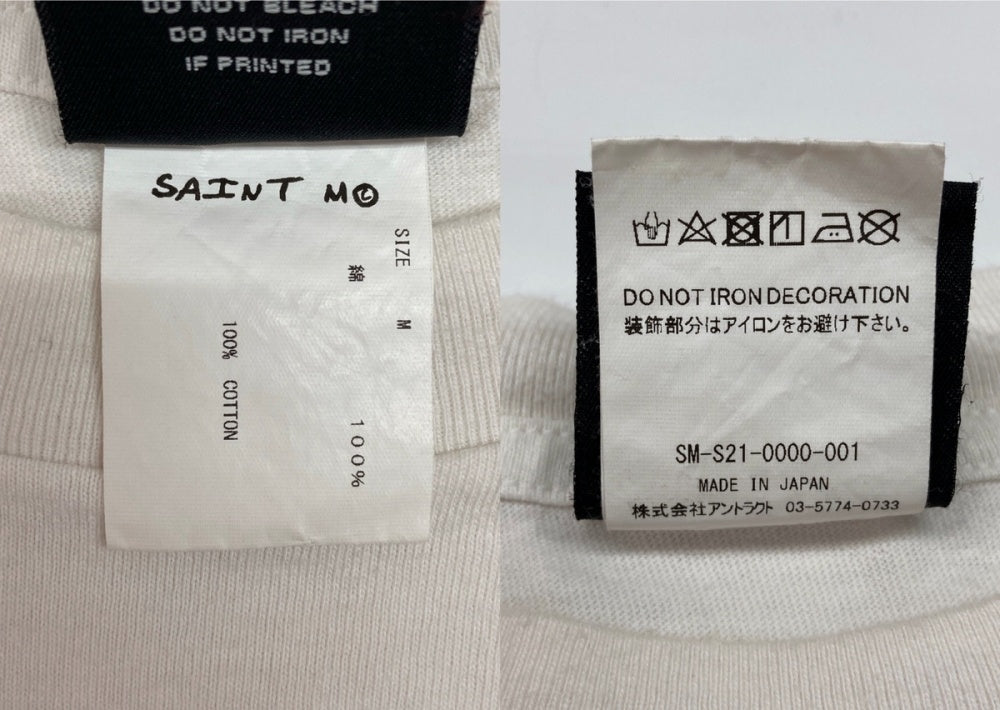 DO NOT BLEACH
DO NOT IRON
IF PRINTED
SAINT M
SIZE M
綿 100%
100% COTTON
DO NOT IRON DECORATION
装飾部分はアイロンをお避け下さい。
SM-S21-0000-001
MADE IN JAPAN
株式会社アントラクト 03-5774-0733